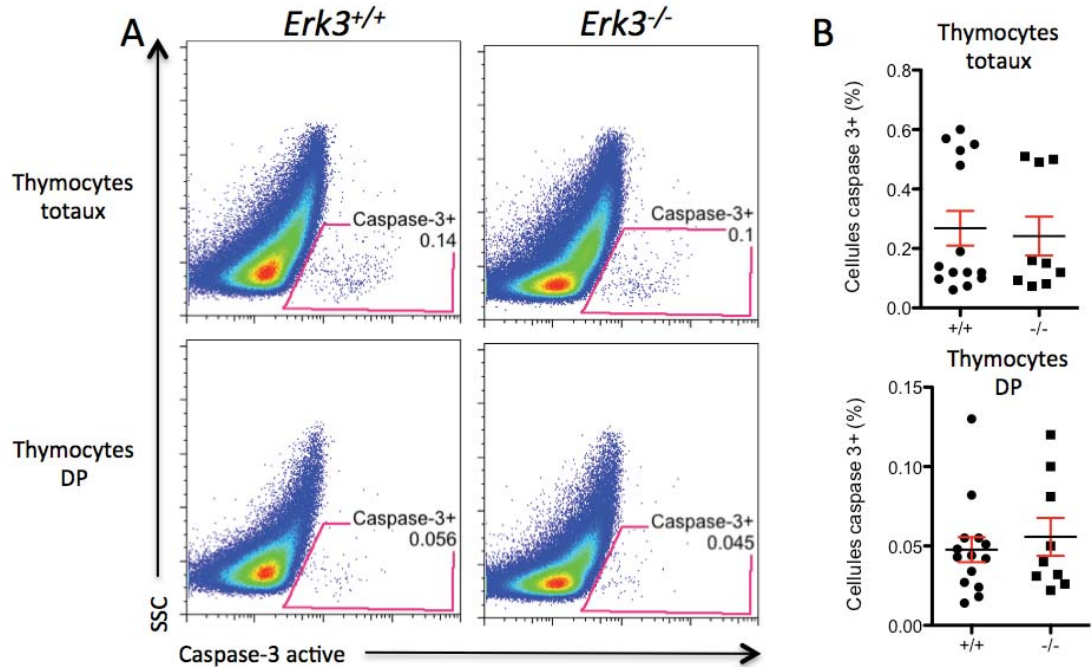 A
Erk3+/+
Erk3-/-
Thymocytes
totaux
Caspase-3+
0.14
Caspase-3+
0.1
Thymocytes
DP
Caspase-3+
0.056
Caspase-3+
0.045
SSC
Caspase-3 active
B
Thymocytes
totaux
Cellules caspase 3+ (%)
0.8
0.6
0.4
0.2
0.0
+/+
-/-
Thymocytes
DP
Cellules caspase 3+ (%)
0.15
0.10
0.05
0.00
+/+
-/-